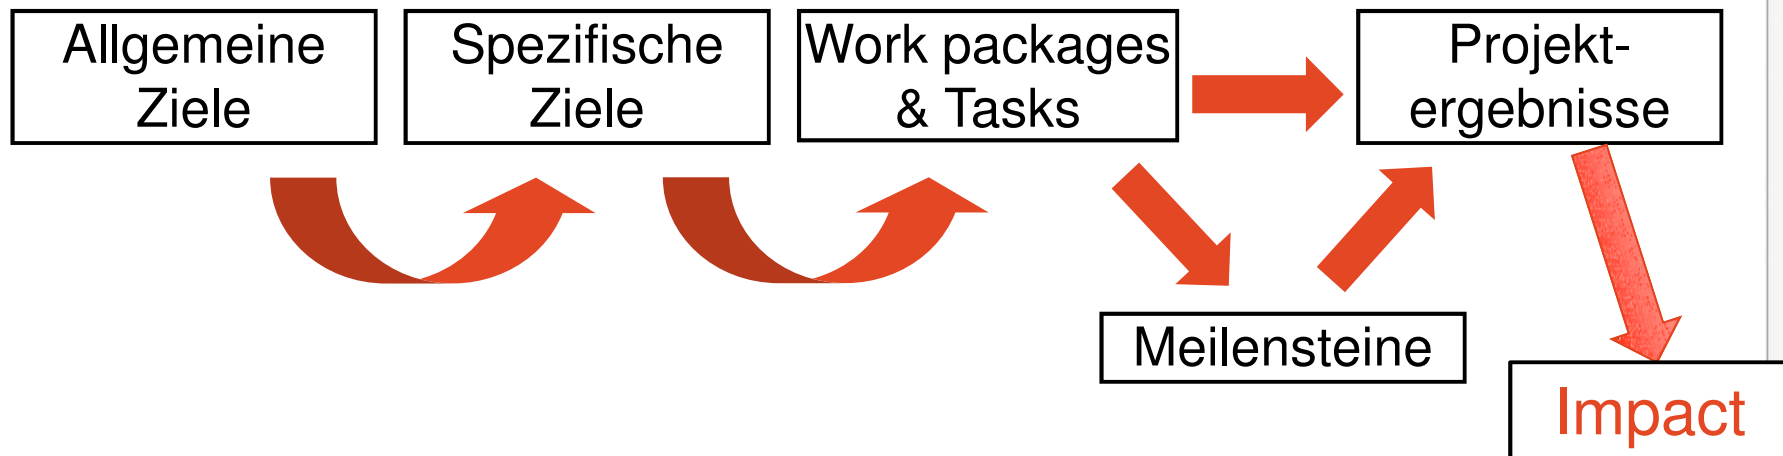 Allgemeine
Ziele
Spezifische
Ziele
Work packages
& Tasks
Projekt-
ergebnisse
Meilensteine
Impact